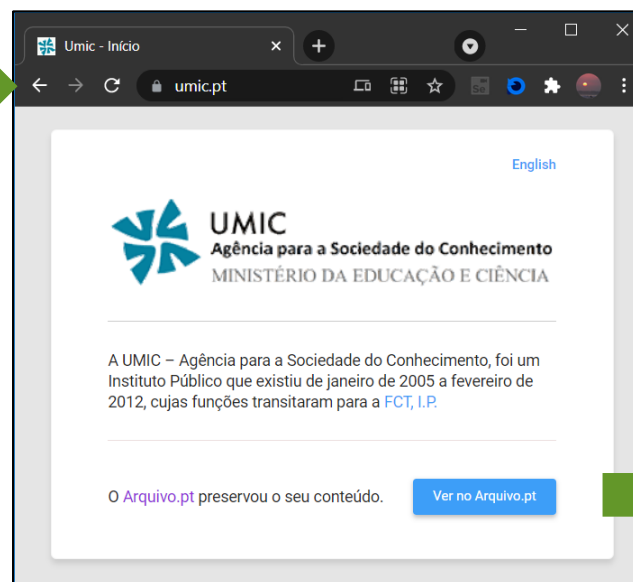 Umic - Início
umic.pt
Se
English
UMIC
Agência para a Sociedade do Conhecimento
MINISTÉRIO DA EDUCAÇÃO E CIÊNCIA
A UMIC – Agência para a Sociedade do Conhecimento, foi um
Instituto Público que existiu de janeiro de 2005 a fevereiro de
2012, cujas funções transitaram para a FCT, I.P.
O Arquivo.pt preservou o seu conteúdo.
Ver no Arquivo.pt